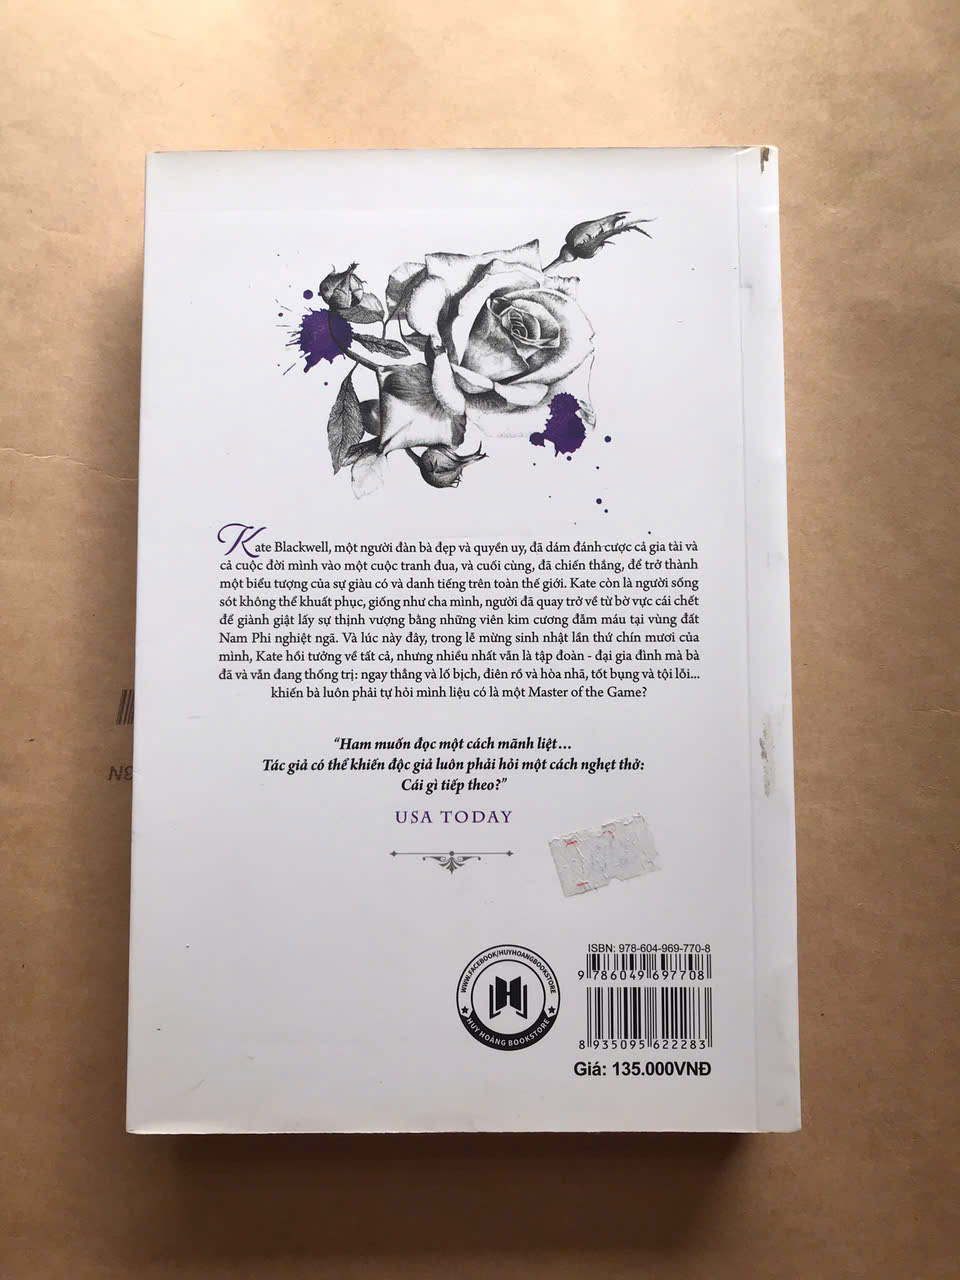 Kate Blackwell, một người đàn bà đẹp và quyền uy, đã dám đánh cược cả gia tài và
cả cuộc đời mình vào một cuộc tranh đua, và cuối cùng, đã chiến thắng, để trở thành
một biểu tượng của sự giàu có và danh tiếng trên toàn thế giới. Kate còn là người sống
sót không thể khuất phục, giống như cha mình, người đã quay trở về từ bờ vực cái chết
để giành giật lấy sự thịnh vượng bằng những viên kim cương đẫm máu tại vùng đất
Nam Phi nghiệt ngã. Và lúc này đây, trong lễ mừng sinh nhật lần thứ chín mươi của
mình, Kate hồi tưởng về tất cả, nhưng nhiều nhất vẫn là tập đoàn - đại gia đình mà bà
đã và vẫn đang thống trị: ngay thẳng và lố bịch, điên rồ và hòa nhã, tốt bụng và tội lỗi...
khiến bà luôn phải tự hỏi mình liệu có là một Master of the Game?
“Ham muốn đọc một cách mãnh liệt…
Tác giả có thể khiến độc giả luôn phải hỏi một cách nghẹt thở:
Cái gì tiếp theo?”
USA TODAY
WWW.FACEBOOK/HUYHOANGBOOKSTORE
HUY HOÀNG BOOKSTORE
ISBN: 978-604-969-770-8
9 786049 697708
8 935095 622283
Giá: 135.000VNĐ